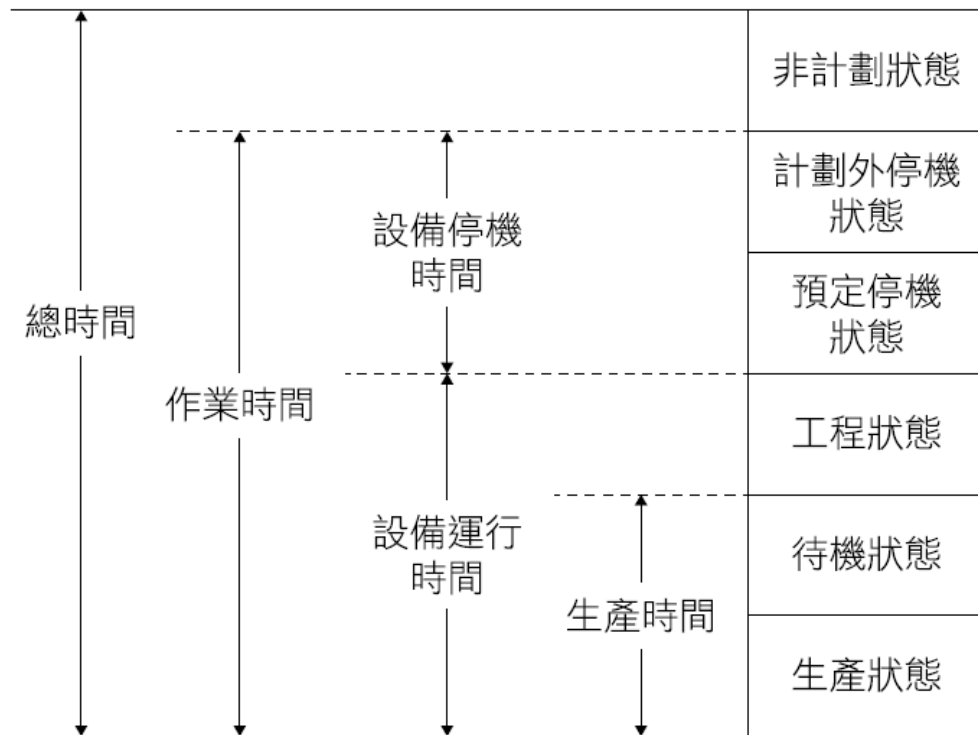 非計劃狀態
計劃外停機
狀態
設備停機
時間
預定停機
狀態
總時間
作業時間
工程狀態
設備運行
時間
待機狀態
生產時間
生產狀態